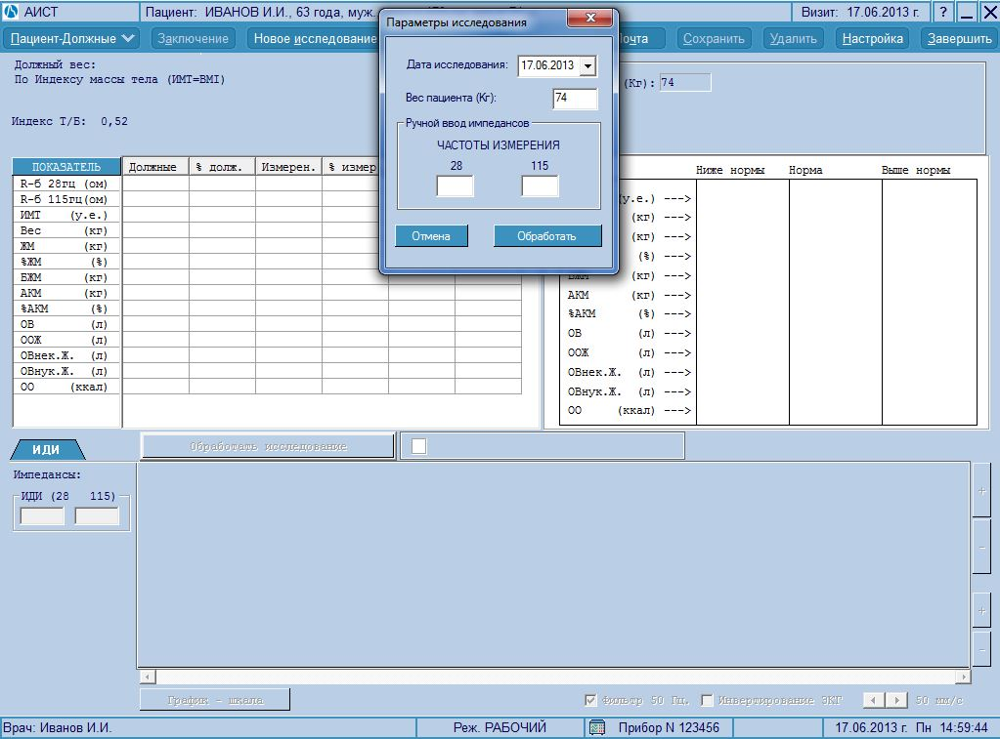 АИСТ
Пациент: ИВАНОВ И.И., 63 года, муж.
Визит: 17.06.2013 г.
?
Пациент-Должные
Заключение
Новое исследование
Сохранить
Удалить
Настройка
Завершить
Параметры исследования
Дата исследования: 17.06.2013
Вес пациента (Кг): 74
Ручной ввод импедансов
ЧАСТОТЫ ИЗМЕРЕНИЯ
28 115
Отмена
Обработать
Должный вес:
По Индексу массы тела (ИМТ=BMI)
(Кг): 74
Индекс Т/Б: 0,52
ПОКАЗАТЕЛЬ Должные % долж. Измерен. % измер
R-б 28гц (ом)
R-б 115гц(ом)
ИМТ (у.е.)
Вес (кг)
ЖМ (кг)
%ЖМ (%)
БЖМ (кг)
АКМ (кг)
%АКМ (%)
ОВ (л)
ООЖ (л)
ОВнек.Ж. (л)
ОВнук.Ж. (л)
ОО (ккал)
Ниже нормы Норма Выше нормы
(у.е.) --->
(кг) --->
(кг) --->
(%) --->
(кг) --->
АКМ (кг) --->
%АКМ (%) --->
ОВ (л) --->
ООЖ (л) --->
ОВнек.Ж. (л) --->
ОВнук.Ж. (л) --->
ОО (ккал) --->
ИДИ
Обработать исследование
Импедансы:
ИДИ (28 115)
+
-
+
-
График - шкала
Фильтр 50 Гц.
Инвертирование ЭКГ
50 мм/с
Врач: Иванов И.И.
Реж. РАБОЧИЙ
Прибор N 123456
17.06.2013 г. Пн 14:59:44